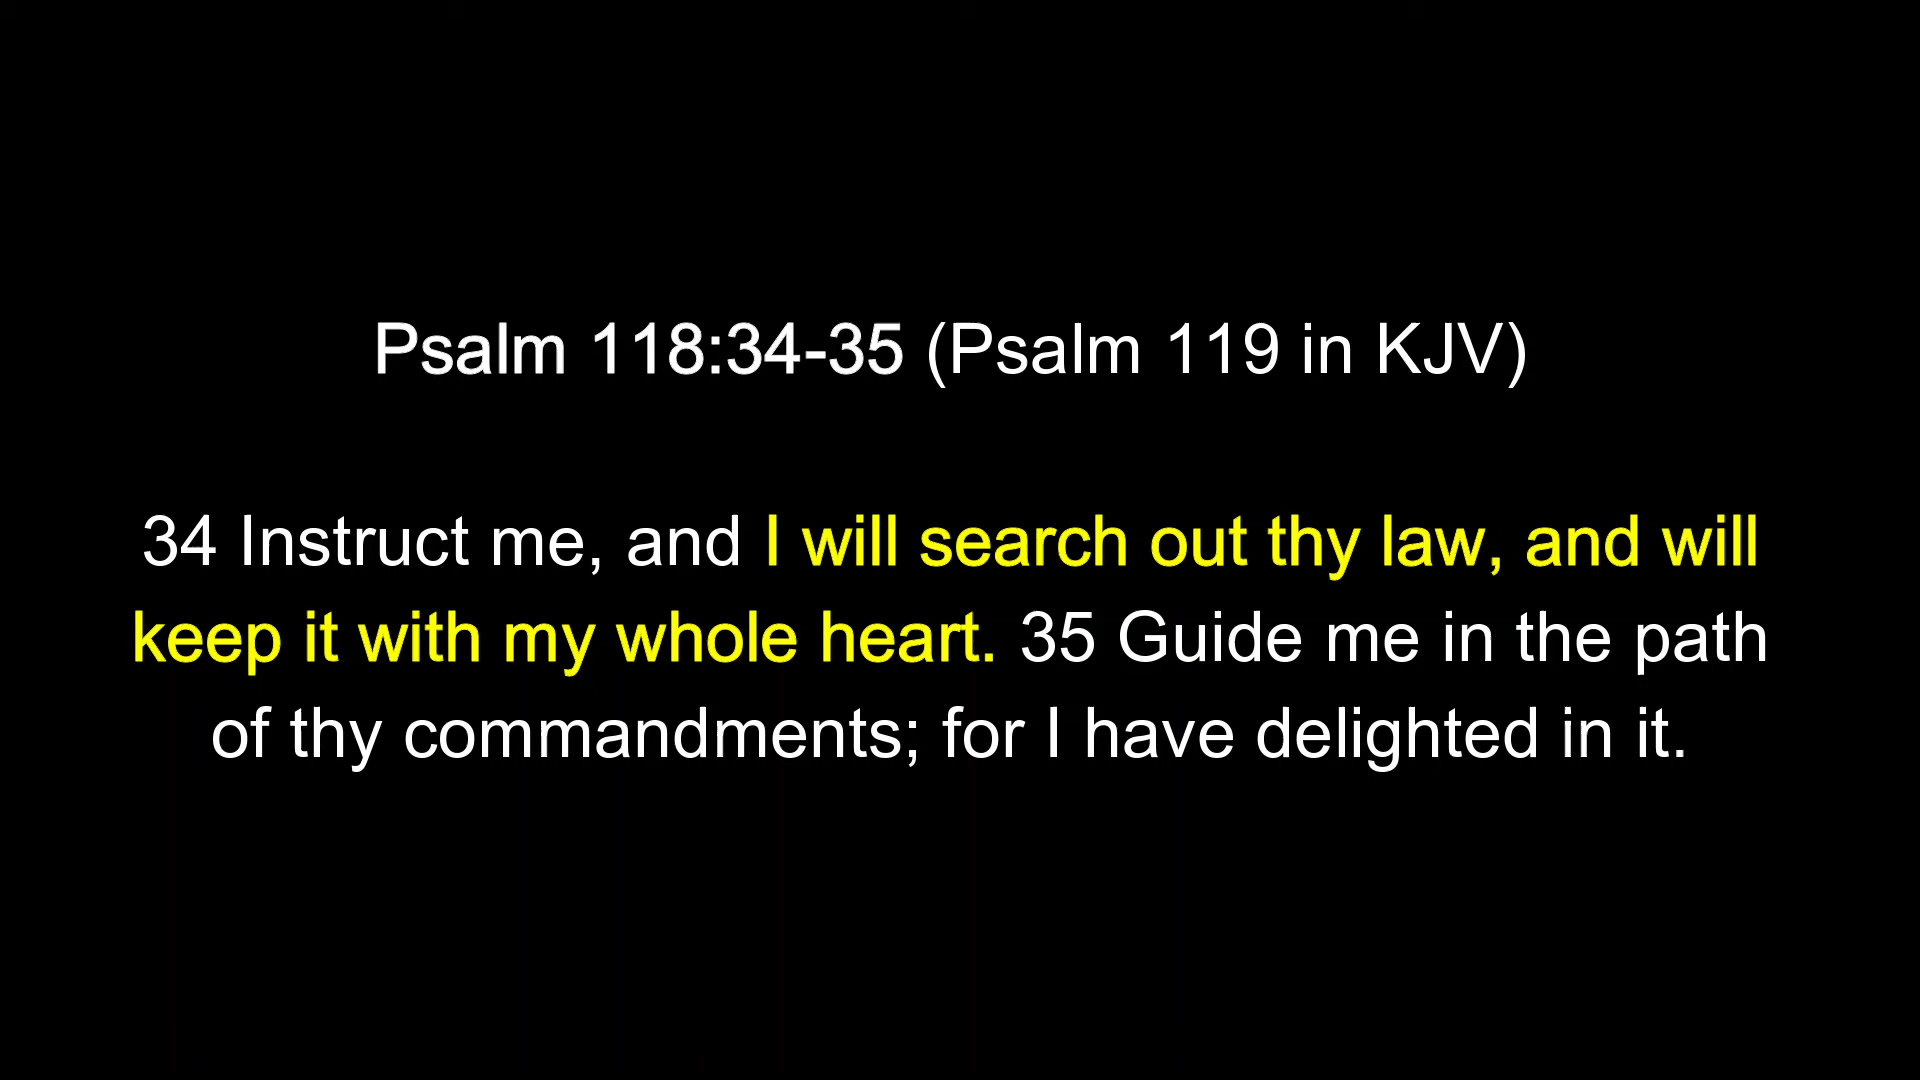 Psalm 118:34-35 (Psalm 119 in KJV)
34 Instruct me, and I will search out thy law, and will
keep it with my whole heart. 35 Guide me in the path
of thy commandments; for I have delighted in it.